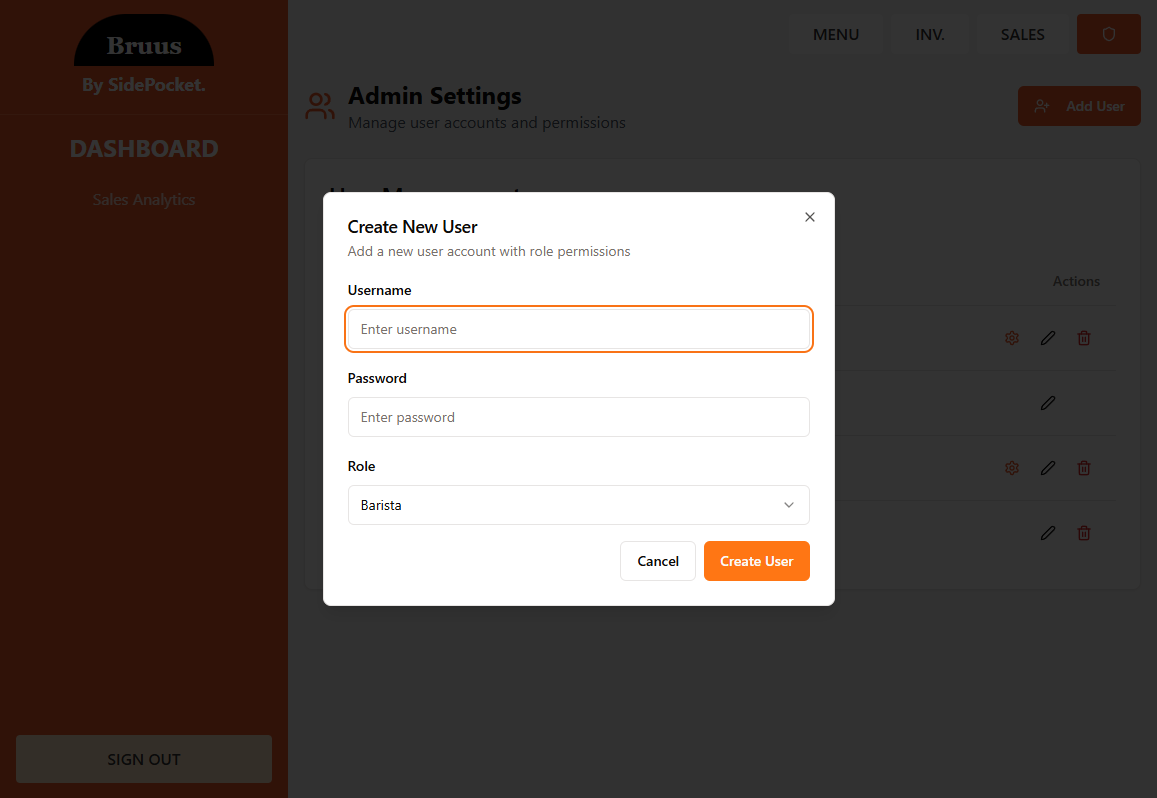 Bruus
By SidePocket.
DASHBOARD
Sales Analytics
SIGN OUT
MENU
INV.
SALES
Admin Settings
Manage user accounts and permissions
Add User
Actions
Create New User
Add a new user account with role permissions
Username
Enter username
Password
Enter password
Role
Barista
Cancel
Create User